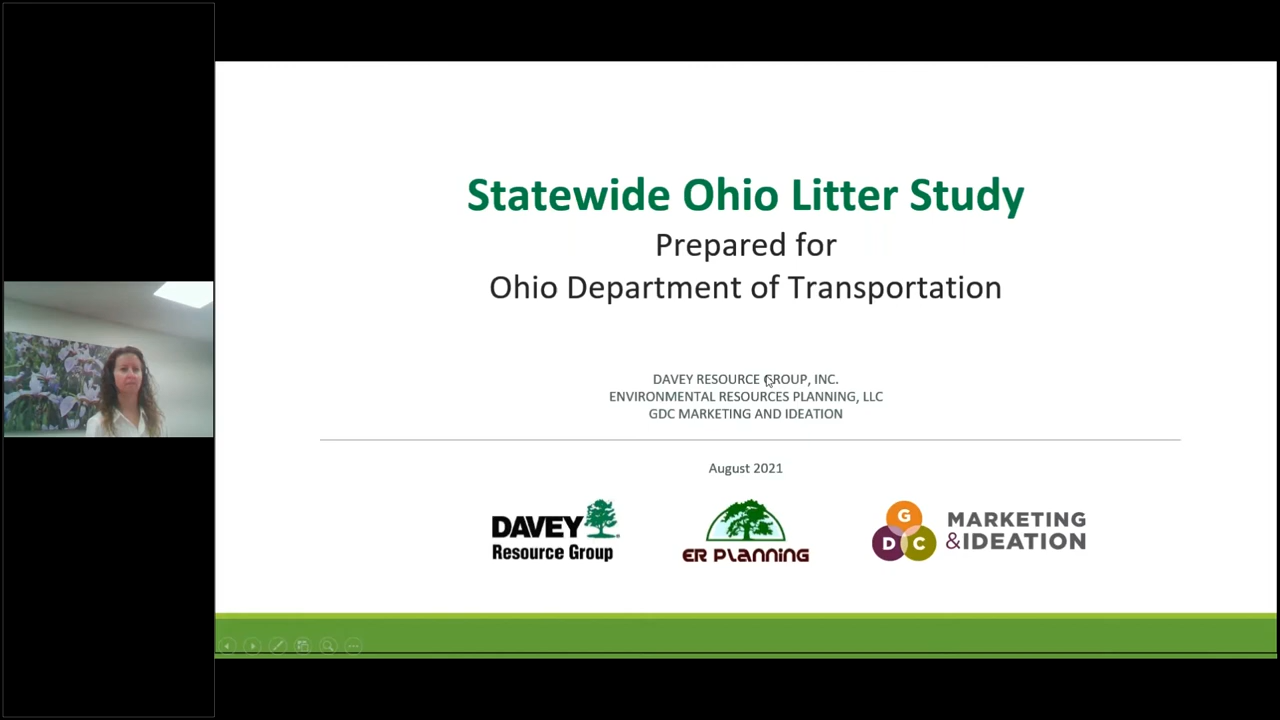 Statewide Ohio Litter Study
Prepared for
Ohio Department of Transportation
DAVEY RESOURCE GROUP, INC.
ENVIRONMENTAL RESOURCES PLANNING, LLC
GDC MARKETING AND IDEATION
August 2021
DAVEY
Resource Group
ER PLANNING
G
D C
MARKETING
&IDEATION